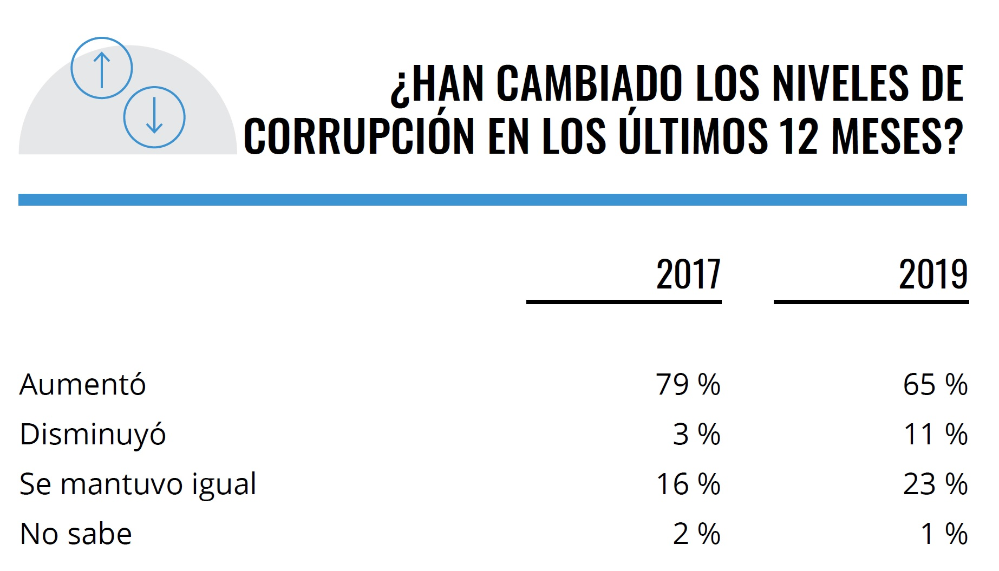 ¿HAN CAMBIADO LOS NIVELES DE
CORRUPCIÓN EN LOS ÚLTIMOS 12 MESES?
2017 2019
Aumentó 79 % 65 %
Disminuyó 3 % 11 %
Se mantuvo igual 16 % 23 %
No sabe 2 % 1 %